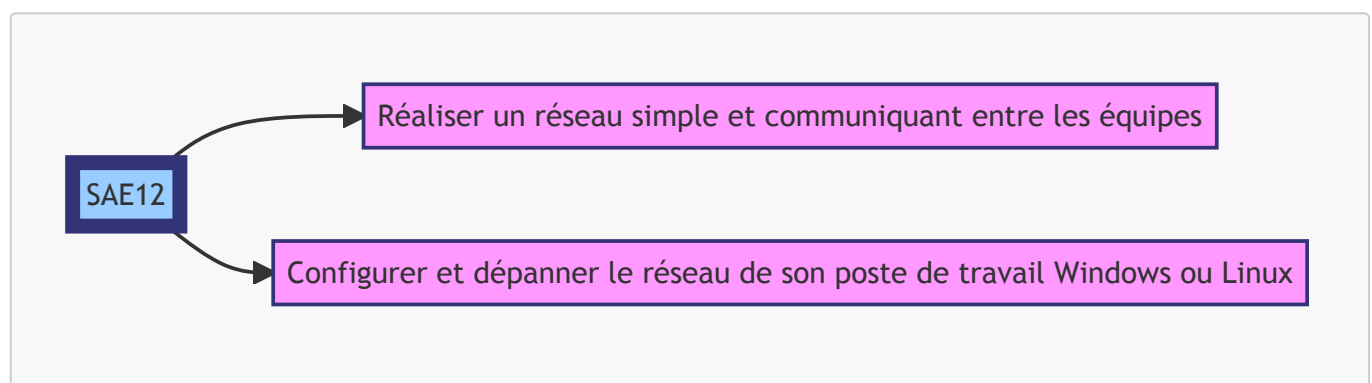 Réaliser un réseau simple et communiquant entre les équipes
SAE12
Configurer et dépanner le réseau de son poste de travail Windows ou Linux